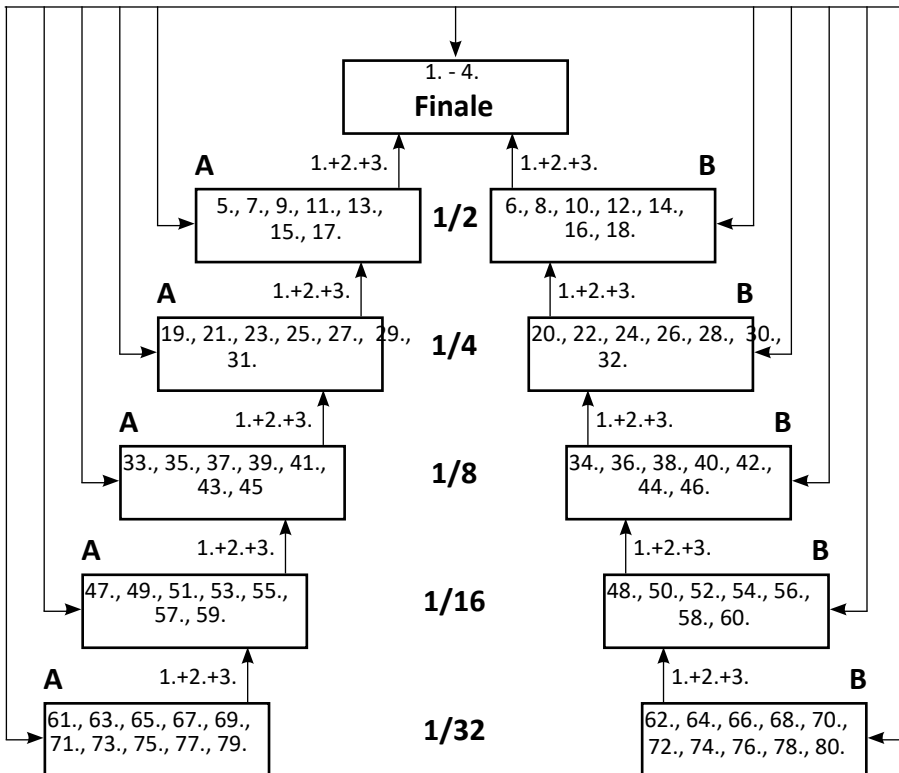 1. - 4.
Finale
A
1.+2.+3.
1.+2.+3.
B
5., 7., 9., 11., 13.,
15., 17.
1/2
6., 8., 10., 12., 14.,
16., 18.
A
1.+2.+3.
1.+2.+3.
B
19., 21., 23., 25., 27., 29.,
31.
1/4
20., 22., 24., 26., 28., 30.,
32.
A
1.+2.+3.
1.+2.+3.
B
33., 35., 37., 39., 41.,
43., 45
1/8
34., 36., 38., 40., 42.,
44., 46.
A
1.+2.+3.
1.+2.+3.
B
47., 49., 51., 53., 55.,
57., 59.
1/16
48., 50., 52., 54., 56.,
58., 60.
A
1.+2.+3.
1.+2.+3.
B
61., 63., 65., 67., 69.,
71., 73., 75., 77., 79.
1/32
62., 64., 66., 68., 70.,
72., 74., 76., 78., 80.